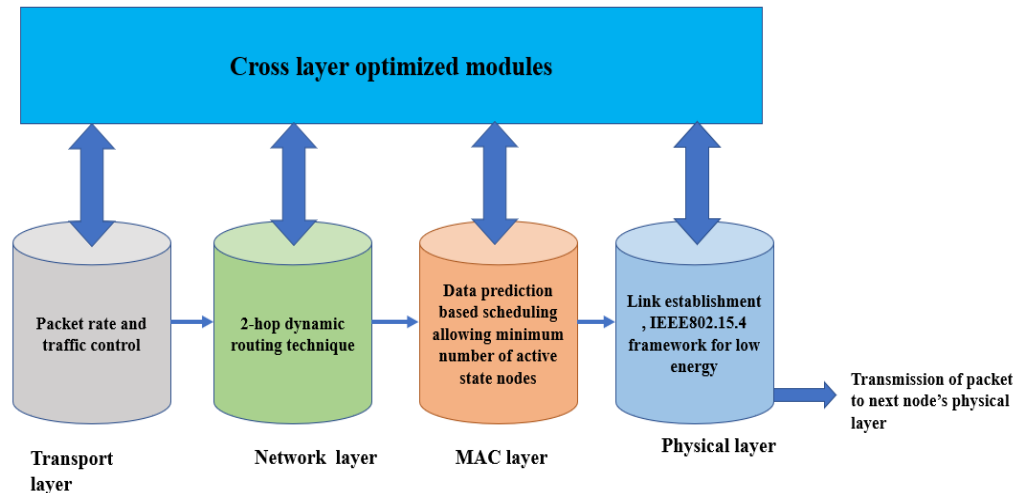 Cross layer optimized modules
Packet rate and
traffic control
2-hop dynamic
routing technique
Data prediction
based scheduling
allowing minimum
number of active
state nodes
Link establishment
, IEEE802.15.4
framework for low
energy
Transmission of packet
to next node’s physical
layer
Transport
layer
Network layer
MAC layer
Physical layer